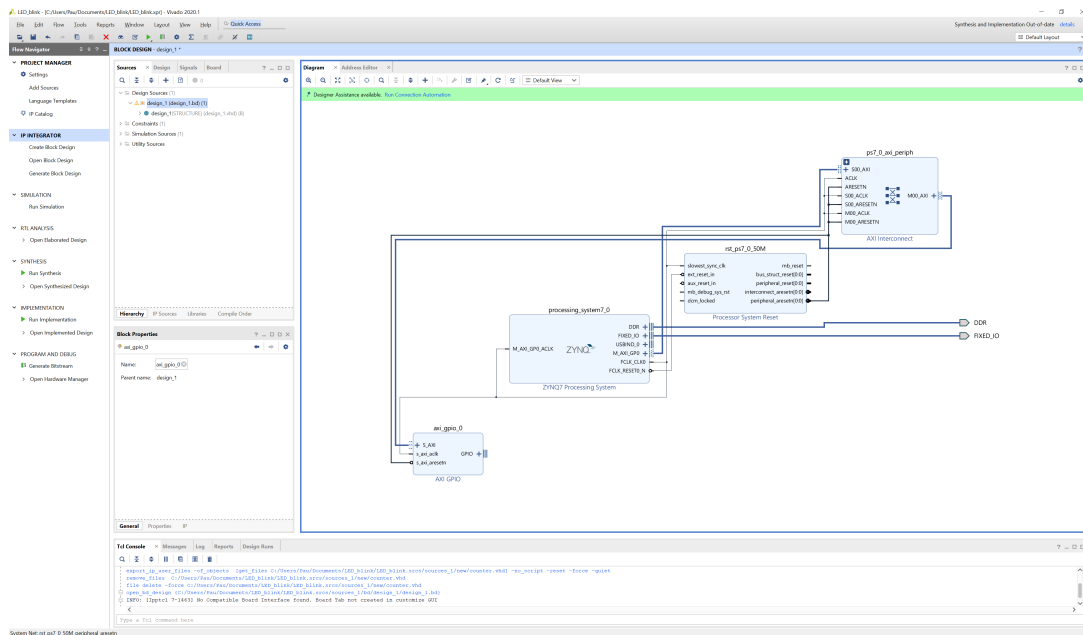 LED_blink - [C:/Users/Pau/Documents/LED_blink/LED_blink.xpr] - Vivado 2020.1
File Edit Flow Tools Reports Window Layout View Help Quick Access
Synthesis and Implementation Out-of-date details
Default Layout
Flow Navigator
PROJECT MANAGER
Settings
Add Sources
Language Templates
IP Catalog
IP INTEGRATOR
Create Block Design
Open Block Design
Generate Block Design
SIMULATION
Run Simulation
RTL ANALYSIS
Open Elaborated Design
SYNTHESIS
Run Synthesis
Open Synthesized Design
IMPLEMENTATION
Run Implementation
Open Implemented Design
PROGRAM AND DEBUG
Generate Bitstream
Open Hardware Manager
BLOCK DESIGN - design_1 *
Sources Design Signals Board
Design Sources (1)
design_1 (design_1.bd) (1)
design_1(STRUCTURE) (design_1.vhd) (8)
Constraints (1)
Simulation Sources (1)
Utility Sources
Hierarchy IP Sources Libraries Compile Order
Block Properties
axi_gpio_0
Name: axi_gpio_0
Parent name: design_1
General Properties IP
Diagram Address Editor
Default View
Designer Assistance available. Run Connection Automation
ps7_0_axi_periph
S00_AXI
ACLK
ARESETN
S00_ACLK
S00_ARESETN
M00_ACLK
M00_ARESETN
M00_AXI
AXI Interconnect
rst_ps7_0_50M
slowest_sync_clk
ext_reset_in
aux_reset_in
mb_debug_sys_rst
dcm_locked
mb_reset
bus_struct_reset[0:0]
peripheral_reset[0:0]
interconnect_aresetn[0:0]
peripheral_aresetn[0:0]
Processor System Reset
processing_system7_0
M_AXI_GP0_ACLK
ZYNQ
DDR
FIXED_IO
USBIND_0
M_AXI_GP0
FCLK_CLK0
FCLK_RESET0_N
ZYNQ7 Processing System
DDR
FIXED_IO
axi_gpio_0
S_AXI
s_axi_aclk
s_axi_aresetn
GPIO
AXI GPIO
Tcl Console Messages Log Reports Design Runs
export_ip_user_files -of_objects [get_files C:/Users/Pau/Documents/LED_blink/LED_blink.srcs/sources_1/new/counter.vhd] -no_script -reset -force -quiet
remove_files C:/Users/Pau/Documents/LED_blink/LED_blink.srcs/sources_1/new/counter.vhd
file delete -force C:/Users/Pau/Documents/LED_blink/LED_blink.srcs/sources_1/new/counter.vhd
open_bd_design {C:/Users/Pau/Documents/LED_blink/LED_blink.srcs/sources_1/bd/design_1/design_1.bd}
INFO: [Ipptcl 7-1463] No Compatible Board Interface found. Board Tab not created in customize GUI
Type a Tcl command here
System Net: rst_ps7_0_50M_peripheral_aresetn